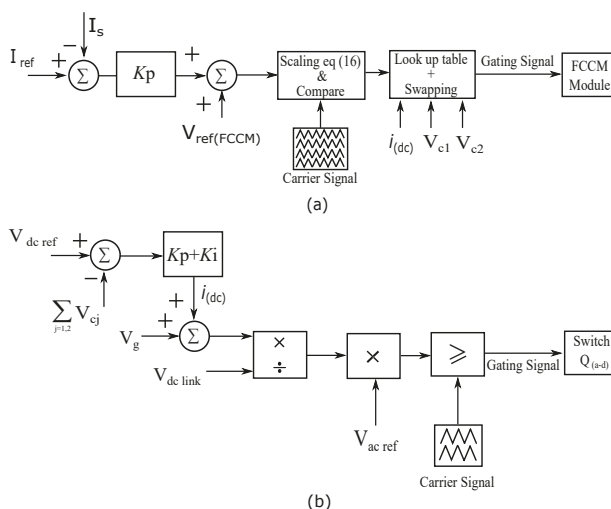 I_s
I_ref
−
+
Σ
Kp
+
+
Σ
V_ref(FCCM)
Scaling eq (16)
&
Compare
Carrier Signal
Look up table
+
Swapping
i_(dc)
V_c1
V_c2
Gating Signal
FCCM
Module
(a)
V_dc ref
+
Σ
−
Σ_j=1,2 V_cj
Kp+Ki
i_(dc)
+
V_g
+
Σ
V_dc link
×
÷
×
V_ac ref
⩾
Carrier Signal
Gating Signal
Switch
Q_(a-d)
(b)